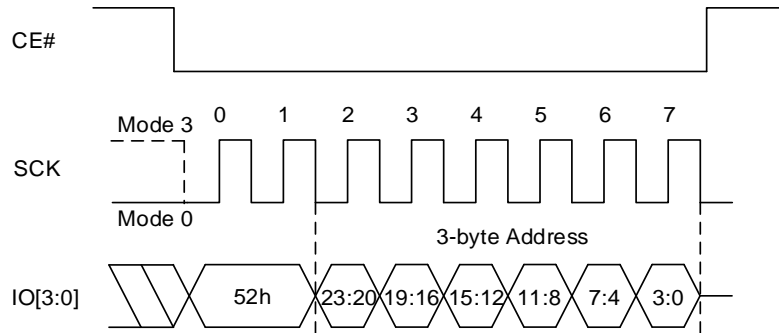 CE#
0 1 2 3 4 5 6 7
Mode 3
SCK
Mode 0
3-byte Address
IO[3:0] 52h 23:20 19:16 15:12 11:8 7:4 3:0